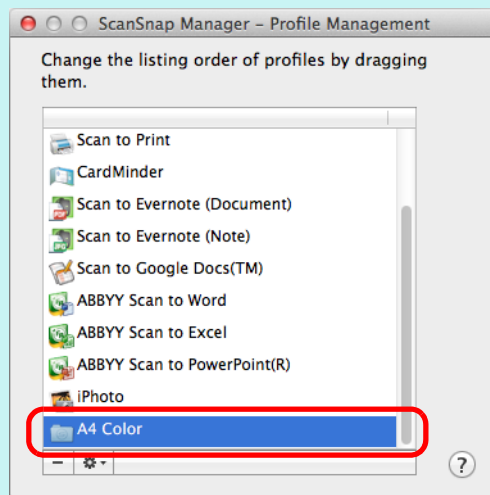 ScanSnap Manager – Profile Management
Change the listing order of profiles by dragging
them.
Scan to Print
CardMinder
Scan to Evernote (Document)
Scan to Evernote (Note)
Scan to Google Docs(TM)
ABBYY Scan to Word
ABBYY Scan to Excel
ABBYY Scan to PowerPoint(R)
iPhoto
A4 Color
?